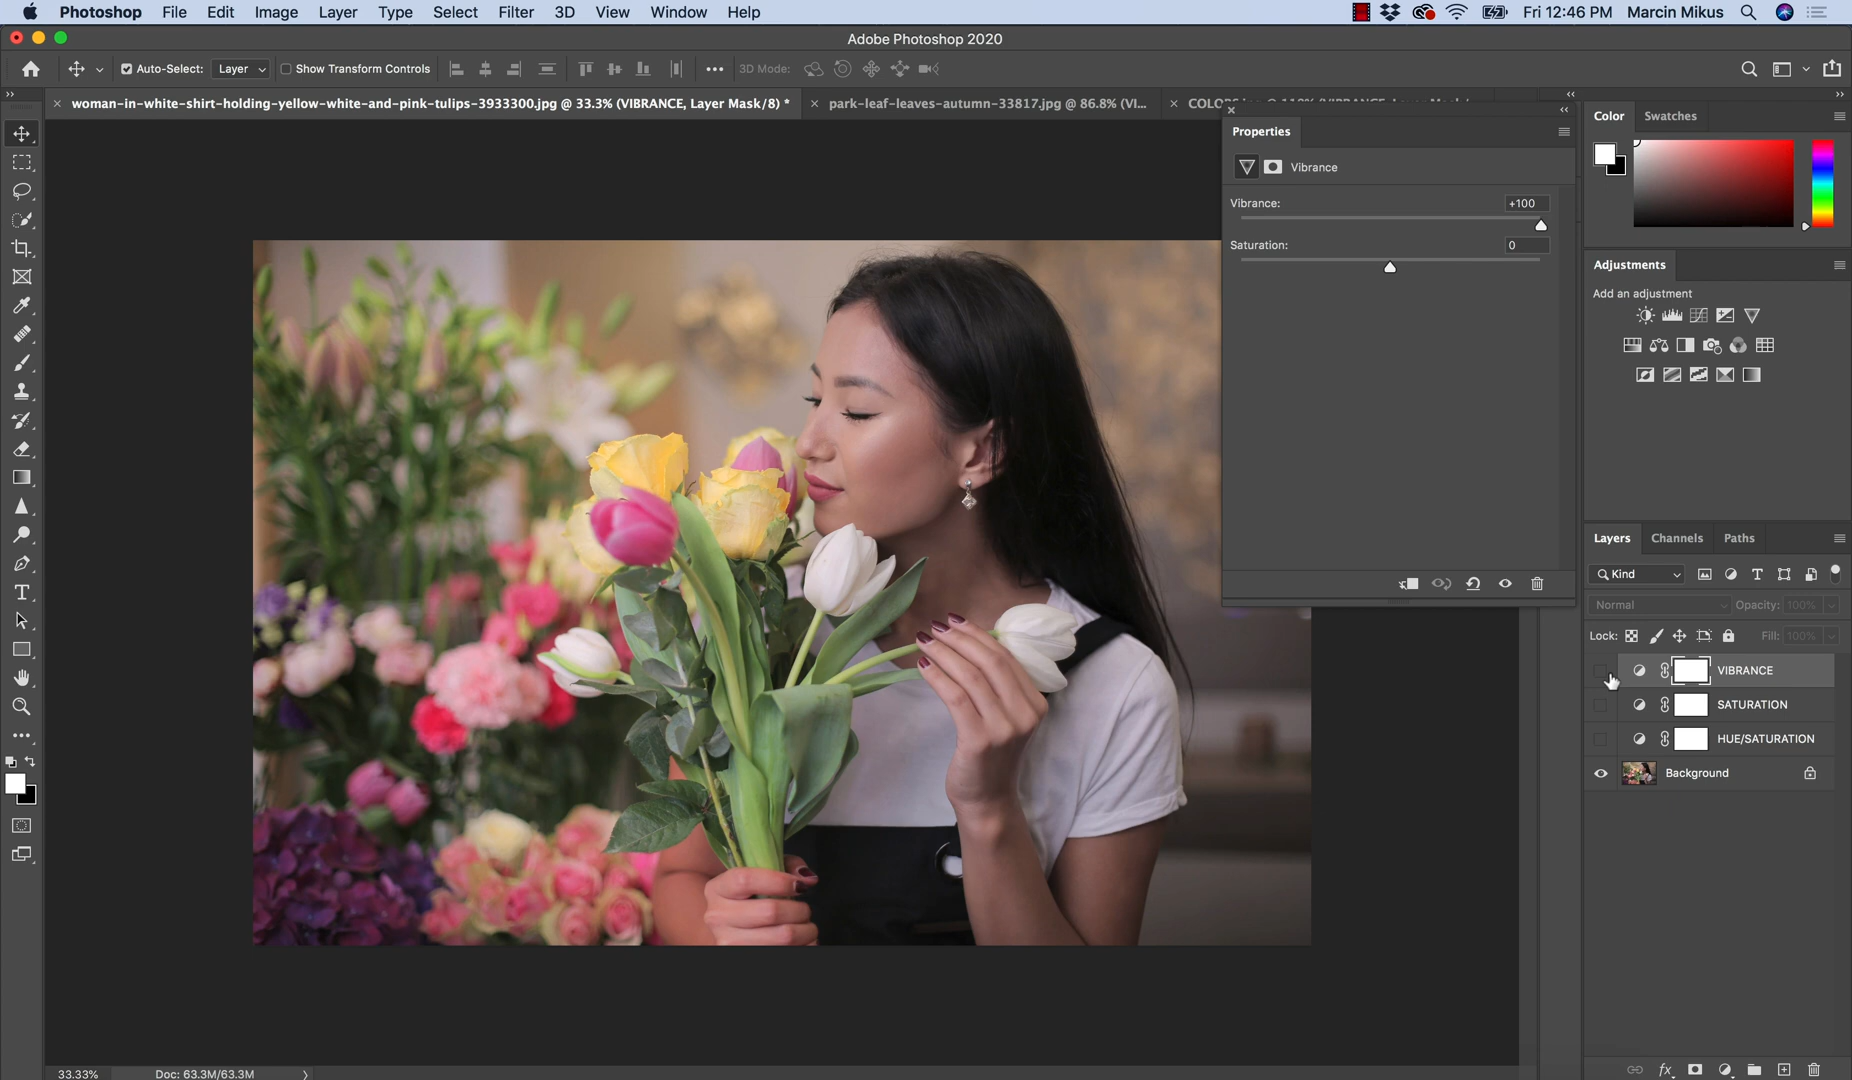 Photoshop File Edit Image Layer Type Select Filter 3D View Window Help Fri 12:46 PM Marcin Mikus
Adobe Photoshop 2020
Auto-Select: Layer Show Transform Controls 3D Mode:
woman-in-white-shirt-holding-yellow-white-and-pink-tulips-3933300.jpg @ 33.3% (VIBRANCE, Layer Mask/8) * park-leaf-leaves-autumn-33817.jpg @ 86.8% (VI...
Properties
Vibrance
Vibrance: +100
Saturation: 0
Color Swatches
Adjustments
Add an adjustment
Layers Channels Paths
Kind
Normal Opacity: 100%
Lock: Fill: 100%
VIBRANCE
SATURATION
HUE/SATURATION
Background
33.33% Doc: 63.3M/63.3M